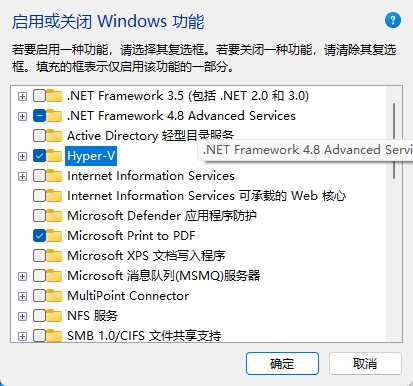 启用或关闭 Windows 功能
若要启用一种功能，请选择其复选框。若要关闭一种功能，请清除其复选
框。填充的框表示仅启用该功能的一部分。
.NET Framework 3.5 (包括 .NET 2.0 和 3.0)
.NET Framework 4.8 Advanced Services
Active Directory 轻型目录服务
.NET Framework 4.8 Advanced Servi
Hyper-V
Internet Information Services
Internet Information Services 可承载的 Web 核心
Microsoft Defender 应用程序防护
Microsoft Print to PDF
Microsoft XPS 文档写入程序
Microsoft 消息队列(MSMQ)服务器
MultiPoint Connector
NFS 服务
SMB 1.0/CIFS 文件共享支持
确定
取消